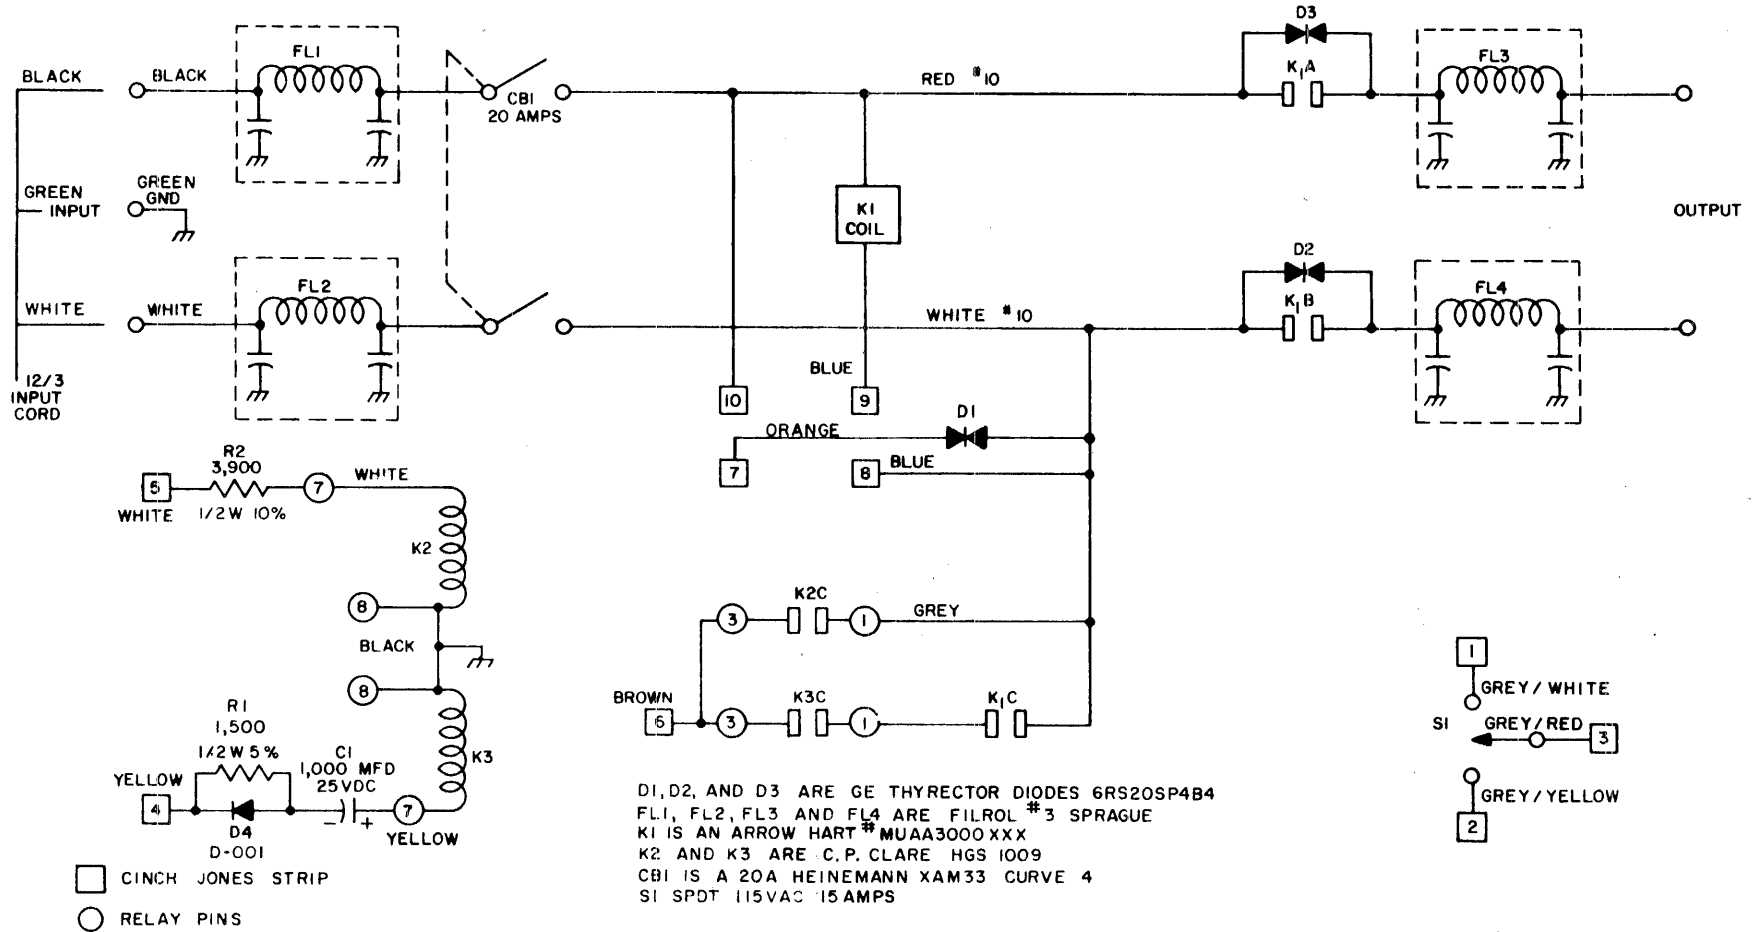 D3
FL1
FL3
BLACK
BLACK
K1A
RED #10
CB1
20 AMPS
GREEN
INPUT
GREEN
GND
K1
COIL
OUTPUT
D2
FL2
FL4
WHITE
WHITE
K1B
WHITE #10
12/3
INPUT
CORD
BLUE
10
9
D1
ORANGE
7
8
BLUE
R2
3,900
5
7
WHITE
WHITE
1/2W 10%
K2
8
BLACK
8
K2C
3
1
GREY
BROWN
6
K3C
3
1
K1C
1
GREY/WHITE
S1
GREY/RED
3
GREY/YELLOW
2
R1
1,500
1/2W 5%
C1
1,000 MFD
25VDC
K3
YELLOW
4
- +
7
YELLOW
D4
D-001
CINCH JONES STRIP
RELAY PINS
D1, D2, AND D3 ARE GE THYRECTOR DIODES 6RS20SP4B4
FL1, FL2, FL3 AND FL4 ARE FILROL #3 SPRAGUE
K1 IS AN ARROW HART #MUAA3000XXX
K2 AND K3 ARE C.P. CLARE HGS 1009
CB1 IS A 20A HEINEMANN XAM33 CURVE 4
S1 SPDT 115VAC 15AMPS